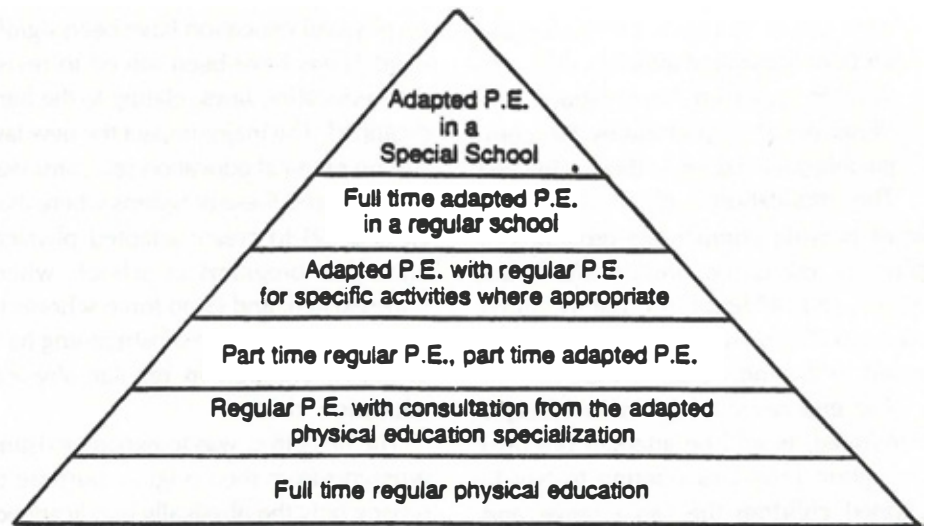 Adapted P.E.
in a
Special School
Full time adapted P.E.
in a regular school
Adapted P.E. with regular P.E.
for specific activities where appropriate
Part time regular P.E., part time adapted P.E.
Regular P.E. with consultation from the adapted
physical education specialization
Full time regular physical education